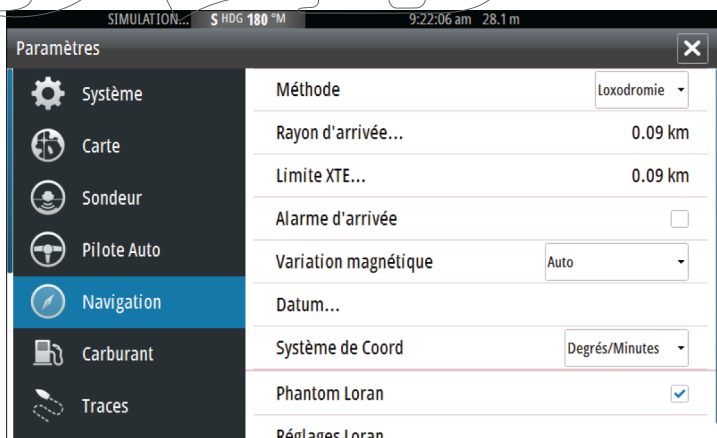 SIMULATION... S HDG 180 °M 9:22:06 am 28.1 m
Paramètres
Système
Carte
Sondeur
Pilote Auto
Navigation
Carburant
Traces
Méthode Loxodromie
Rayon d'arrivée... 0.09 km
Limite XTE... 0.09 km
Alarme d'arrivée
Variation magnétique Auto
Datum...
Système de Coord Degrés/Minutes
Phantom Loran
Réglages Loran